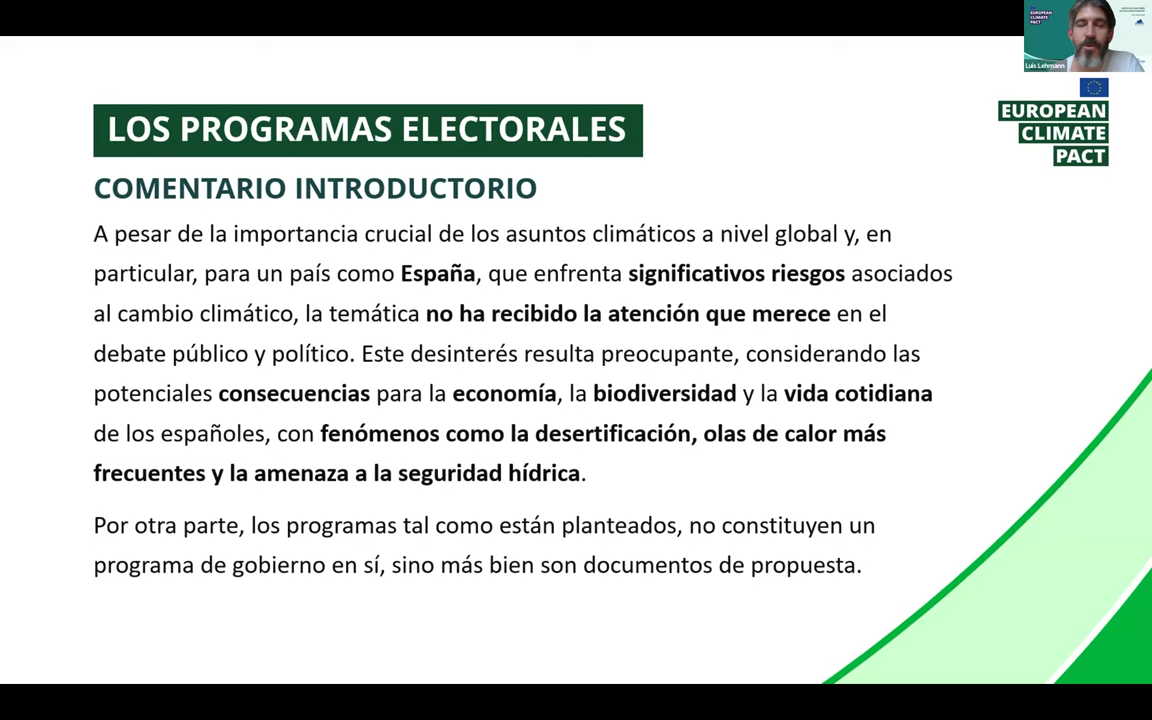 EUROPEAN
CLIMATE
PACT
Luis Lehmann
EUROPEAN
CLIMATE
PACT
LOS PROGRAMAS ELECTORALES
COMENTARIO INTRODUCTORIO
A pesar de la importancia crucial de los asuntos climáticos a nivel global y, en
particular, para un país como España, que enfrenta significativos riesgos asociados
al cambio climático, la temática no ha recibido la atención que merece en el
debate público y político. Este desinterés resulta preocupante, considerando las
potenciales consecuencias para la economía, la biodiversidad y la vida cotidiana
de los españoles, con fenómenos como la desertificación, olas de calor más
frecuentes y la amenaza a la seguridad hídrica.
Por otra parte, los programas tal como están planteados, no constituyen un
programa de gobierno en sí, sino más bien son documentos de propuesta.